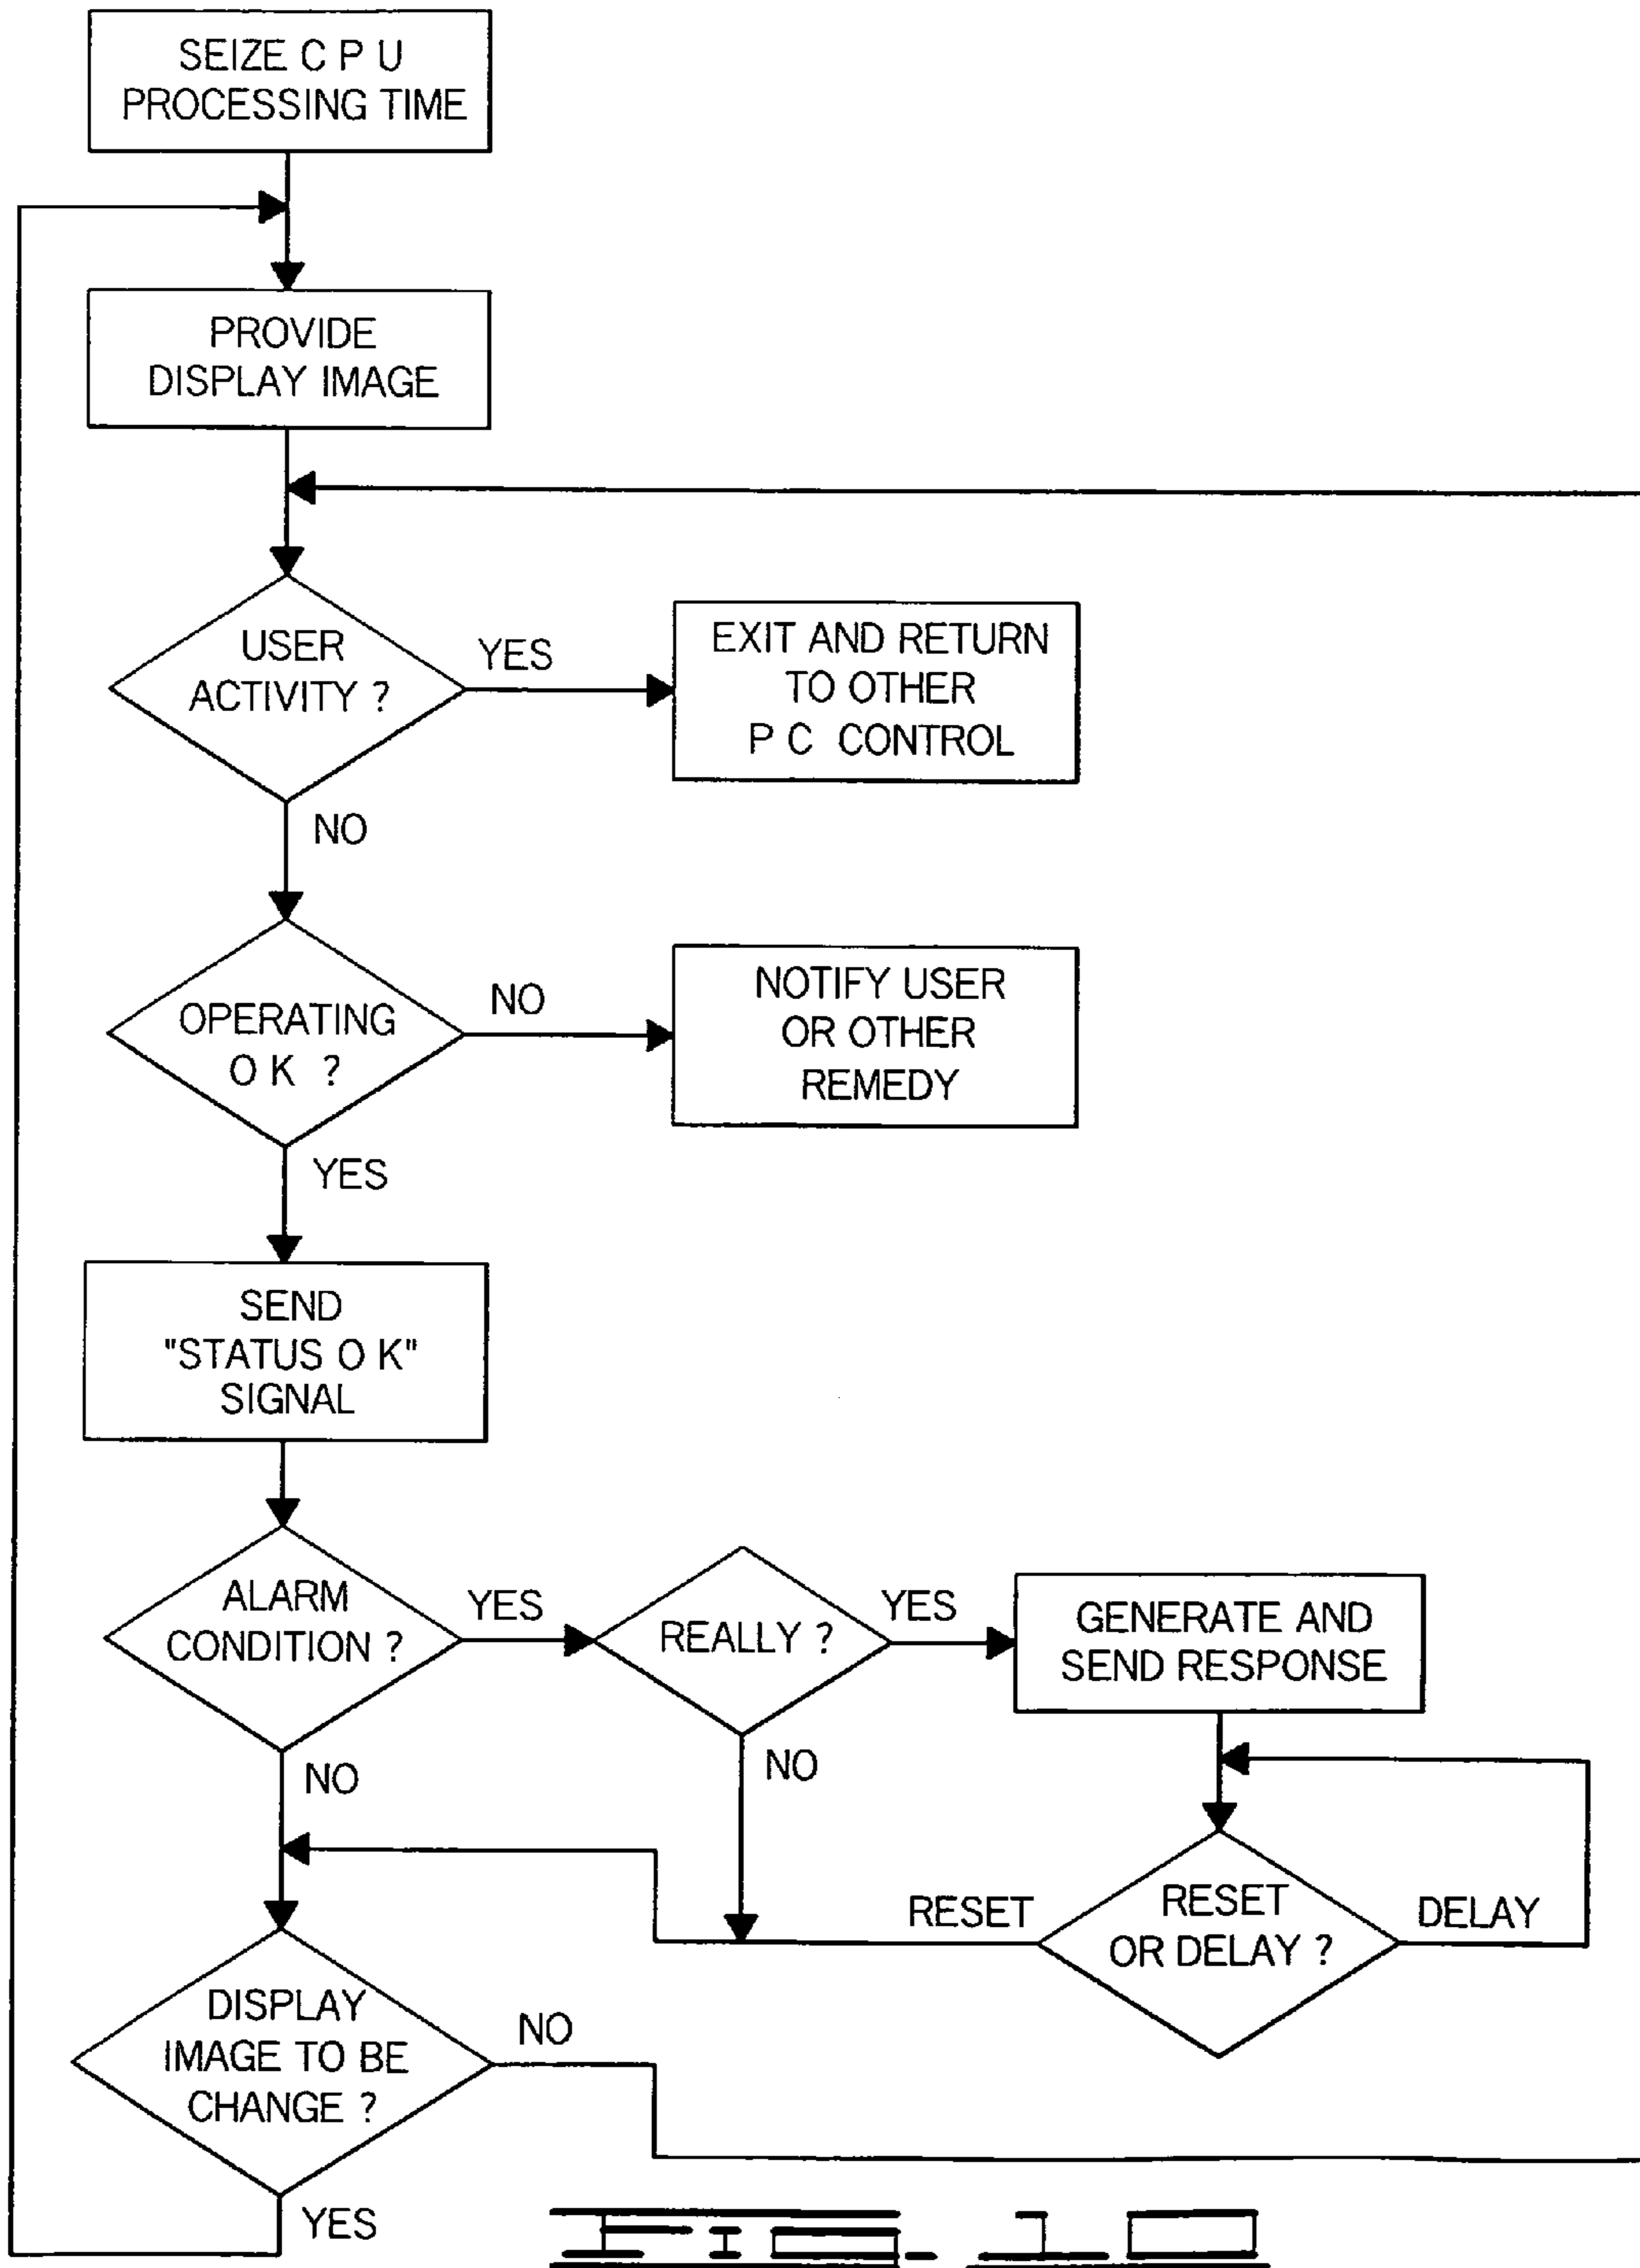 SEIZE C P U
PROCESSING TIME
PROVIDE
DISPLAY IMAGE
USER
ACTIVITY ?
YES
EXIT AND RETURN
TO OTHER
P C CONTROL
NO
OPERATING
O K ?
NO
NOTIFY USER
OR OTHER
REMEDY
YES
SEND
"STATUS O K"
SIGNAL
ALARM
CONDITION ?
YES
REALLY ?
YES
GENERATE AND
SEND RESPONSE
NO
NO
RESET
OR DELAY ?
RESET
DELAY
DISPLAY
IMAGE TO BE
CHANGE ?
NO
YES